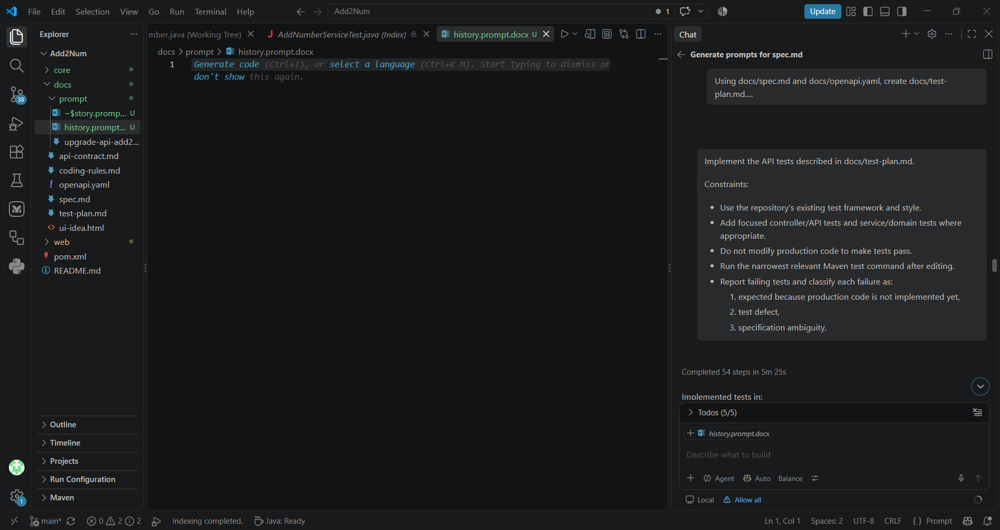 File Edit Selection View Go Run Terminal Help
Add2Num
1
Update
Explorer
Add2Num
core
docs
prompt
~$story.promp... U
history.prompt... U
upgrade-api-add2...
api-contract.md
coding-rules.md
openapi.yaml
spec.md
test-plan.md
ui-idea.html
web
pom.xml
README.md
Outline
Timeline
Projects
Run Configuration
Maven
38
1
mber.java (Working Tree)
AddNumberServiceTest.java (Index)
history.prompt.docx U
docs > prompt > history.prompt.docx
1 Generate code (Ctrl+I), or select a language (Ctrl+K M). Start typing to dismiss or
don't show this again.
Chat
Generate prompts for spec.md
Using docs/spec.md and docs/openapi.yaml, create docs/test-
plan.md....
Implement the API tests described in docs/test-plan.md.
Constraints:
• Use the repository's existing test framework and style.
• Add focused controller/API tests and service/domain tests where
appropriate.
• Do not modify production code to make tests pass.
• Run the narrowest relevant Maven test command after editing.
• Report failing tests and classify each failure as:
1. expected because production code is not implemented yet,
2. test defect,
3. specification ambiguity.
Completed 54 steps in 5m 25s
Implemented tests in:
Todos (5/5)
history.prompt.docx
Describe what to build
Agent Auto Balance
Local Allow all
main* 0 2 2 Indexing completed. Java: Ready
Ln 1, Col 1 Spaces: 2 UTF-8 CRLF {} Prompt